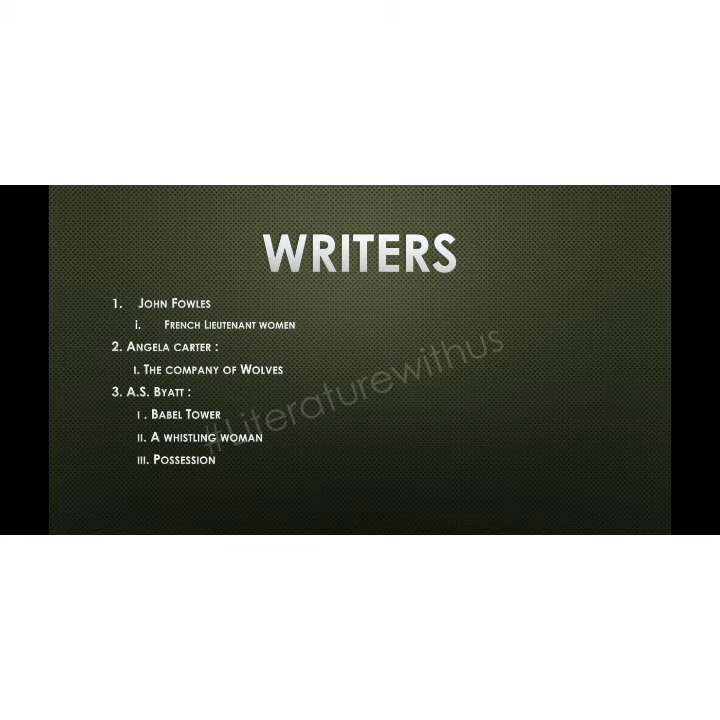 WRITERS
1. JOHN FOWLES
i. FRENCH LIEUTENANT WOMEN
2. ANGELA CARTER :
I. THE COMPANY OF WOLVES
3. A.S. BYATT :
I . BABEL TOWER
II. A WHISTLING WOMAN
III. POSSESSION
#Literaturewithus